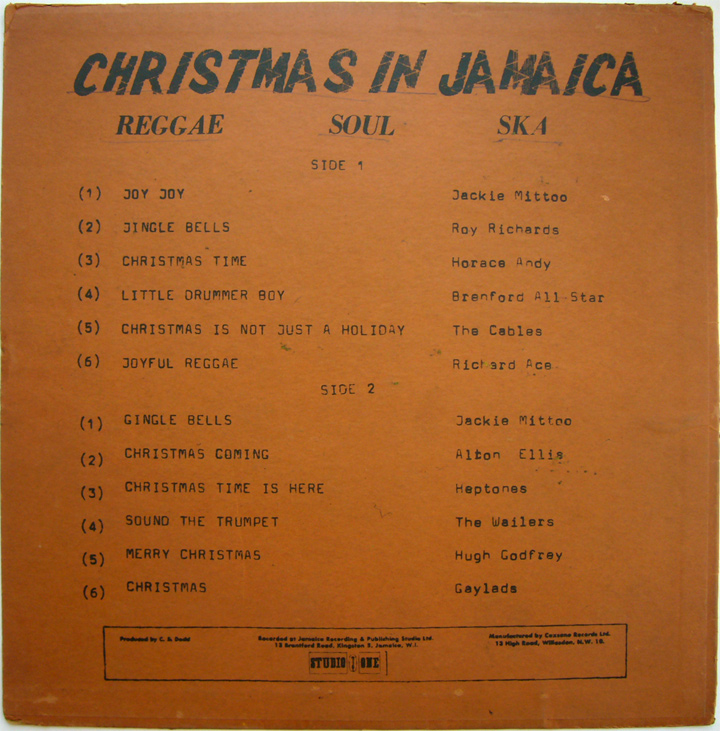 CHRISTMAS IN JAMAICA
REGGAE SOUL SKA
SIDE 1
(1) JOY JOY Jackie Mittoo
(2) JINGLE BELLS Roy Richards
(3) CHRISTMAS TIME Horace Andy
(4) LITTLE DRUMMER BOY Brenford All Star
(5) CHRISTMAS IS NOT JUST A HOLIDAY The Cables
(6) JOYFUL REGGAE Richard Ace
SIDE 2
(1) GINGLE BELLS Jackie Mittoo
(2) CHRISTMAS COMING Alton Ellis
(3) CHRISTMAS TIME IS HERE Heptones
(4) SOUND THE TRUMPET The Wailers
(5) MERRY CHRISTMAS Hugh Godfrey
(6) CHRISTMAS Gaylads
Produced by C. S. Dodd
Recorded at Jamaica Recording & Publishing Studio Ltd.
13 Brentford Road, Kingston 5, Jamaica, W.I.
Manufactured by Coxsone Records Ltd.
13 High Road, Willesden, N.W. 10.
STUDIO ONE